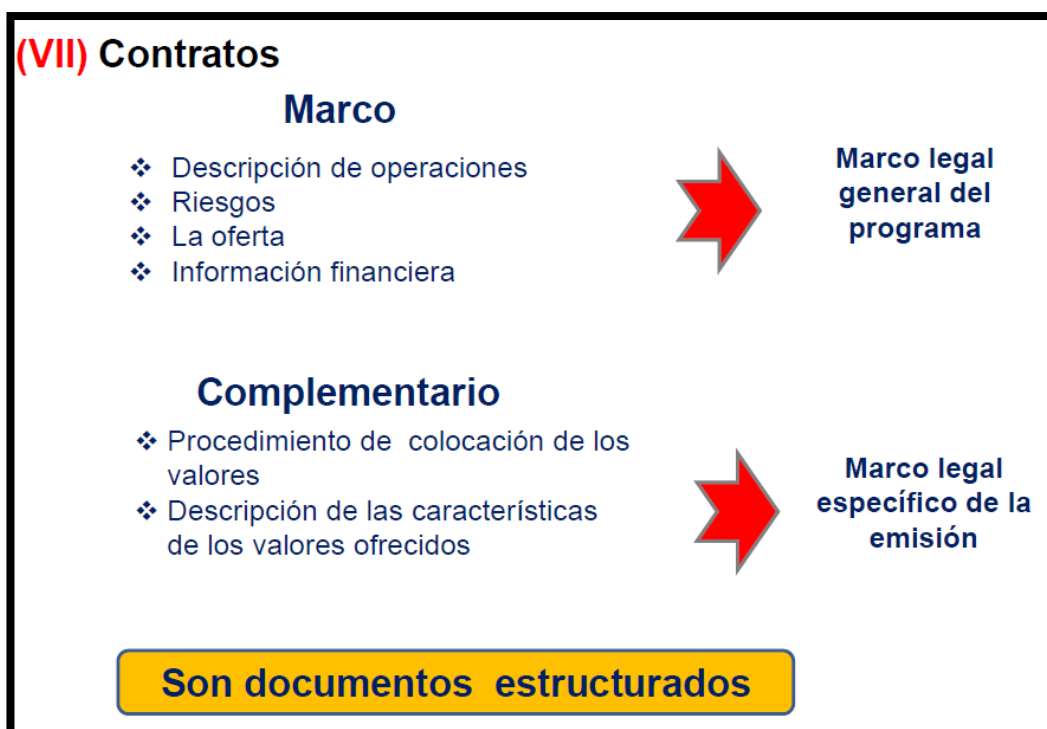 (VII) Contratos
Marco
❖ Descripción de operaciones
❖ Riesgos
❖ La oferta
❖ Información financiera
Marco legal
general del
programa
Complementario
❖ Procedimiento de colocación de los
valores
❖ Descripción de las características
de los valores ofrecidos
Marco legal
específico de la
emisión
Son documentos estructurados